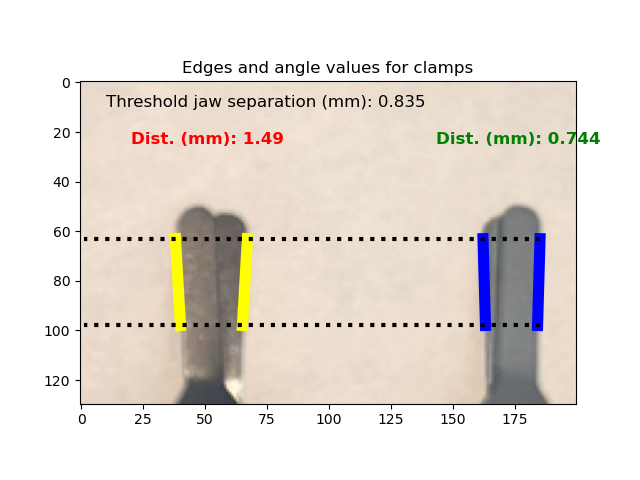 Edges and angle values for clamps
Threshold jaw separation (mm): 0.835
Dist. (mm): 1.49
Dist. (mm): 0.744
0
20
40
60
80
100
120
0 25 50 75 100 125 150 175